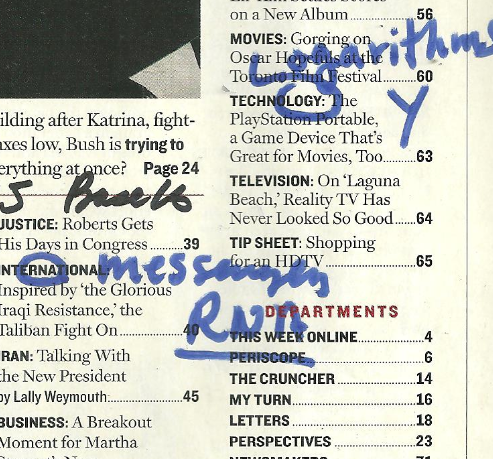 on a New Album 56
MOVIES: Gorging on
Oscar Hopefuls at the
Toronto Film Festival 60
Logarithms
Y
TECHNOLOGY: The
PlayStation Portable,
a Game Device That's
Great for Movies, Too 63
TELEVISION: On 'Laguna
Beach,' Reality TV Has
Never Looked So Good 64
TIP SHEET: Shopping
for an HDTV 65
ilding after Katrina, fight-
axes low, Bush is trying to
erything at once? Page 24
JUSTICE: Roberts Gets
His Days in Congress 39
INTERNATIONAL:
Inspired by 'the Glorious
Iraqi Resistance,' the
Taliban Fight On 40
messenger
RNA
RAN: Talking With
the New President
by Lally Weymouth: 45
BUSINESS: A Breakout
Moment for Martha
DEPARTMENTS
THIS WEEK ONLINE 4
PERISCOPE 6
THE CRUNCHER 14
MY TURN 16
LETTERS 18
PERSPECTIVES 23
NEWSMAKERS 71